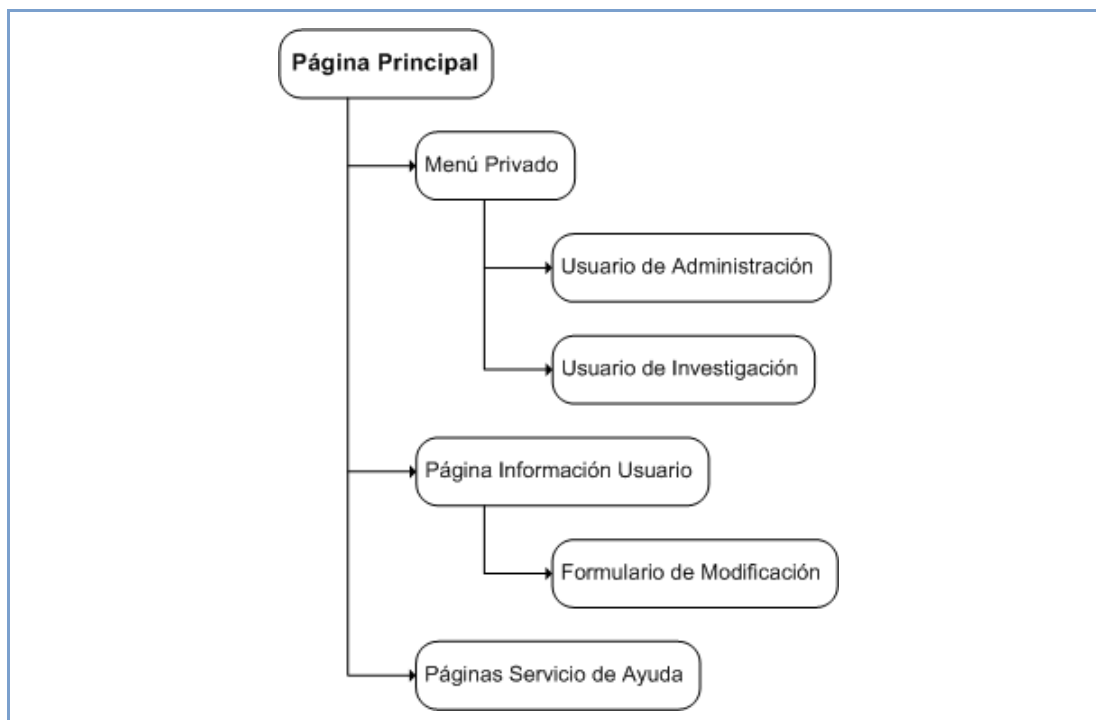 Página Principal
Menú Privado
Usuario de Administración
Usuario de Investigación
Página Información Usuario
Formulario de Modificación
Páginas Servicio de Ayuda